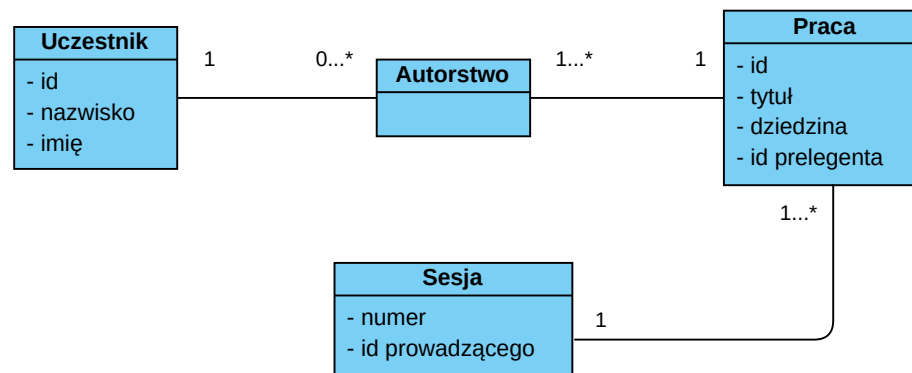 Uczestnik
- id
- nazwisko
- imię
1
0...*
Autorstwo
1...*
1
Praca
- id
- tytuł
- dziedzina
- id prelegenta
1...*
Sesja
- numer
- id prowadzącego
1